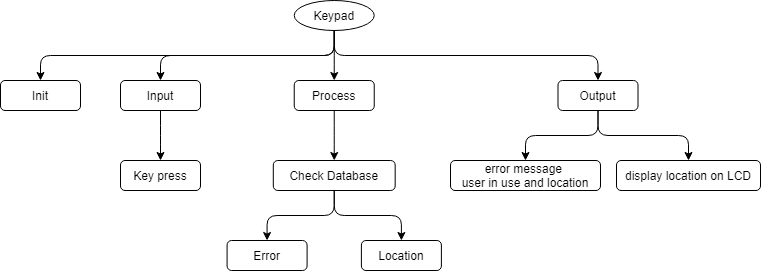 Keypad
Init
Input
Process
Output
Key press
Check Database
error message
user in use and location
display location on LCD
Error
Location